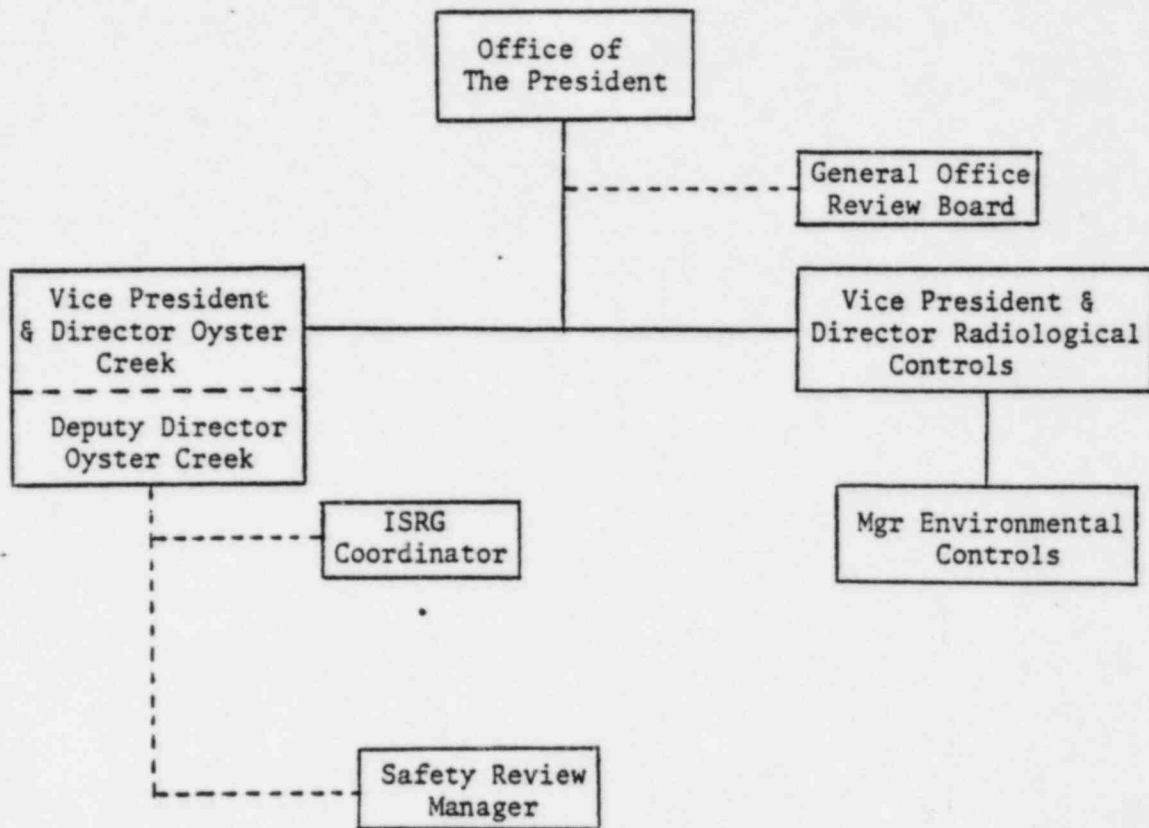 Office of
The President
General Office
Review Board
Vice President
& Director Oyster
Creek
Deputy Director
Oyster Creek
Vice President &
Director Radiological
Controls
ISRG
Coordinator
Mgr Environmental
Controls
Safety Review
Manager